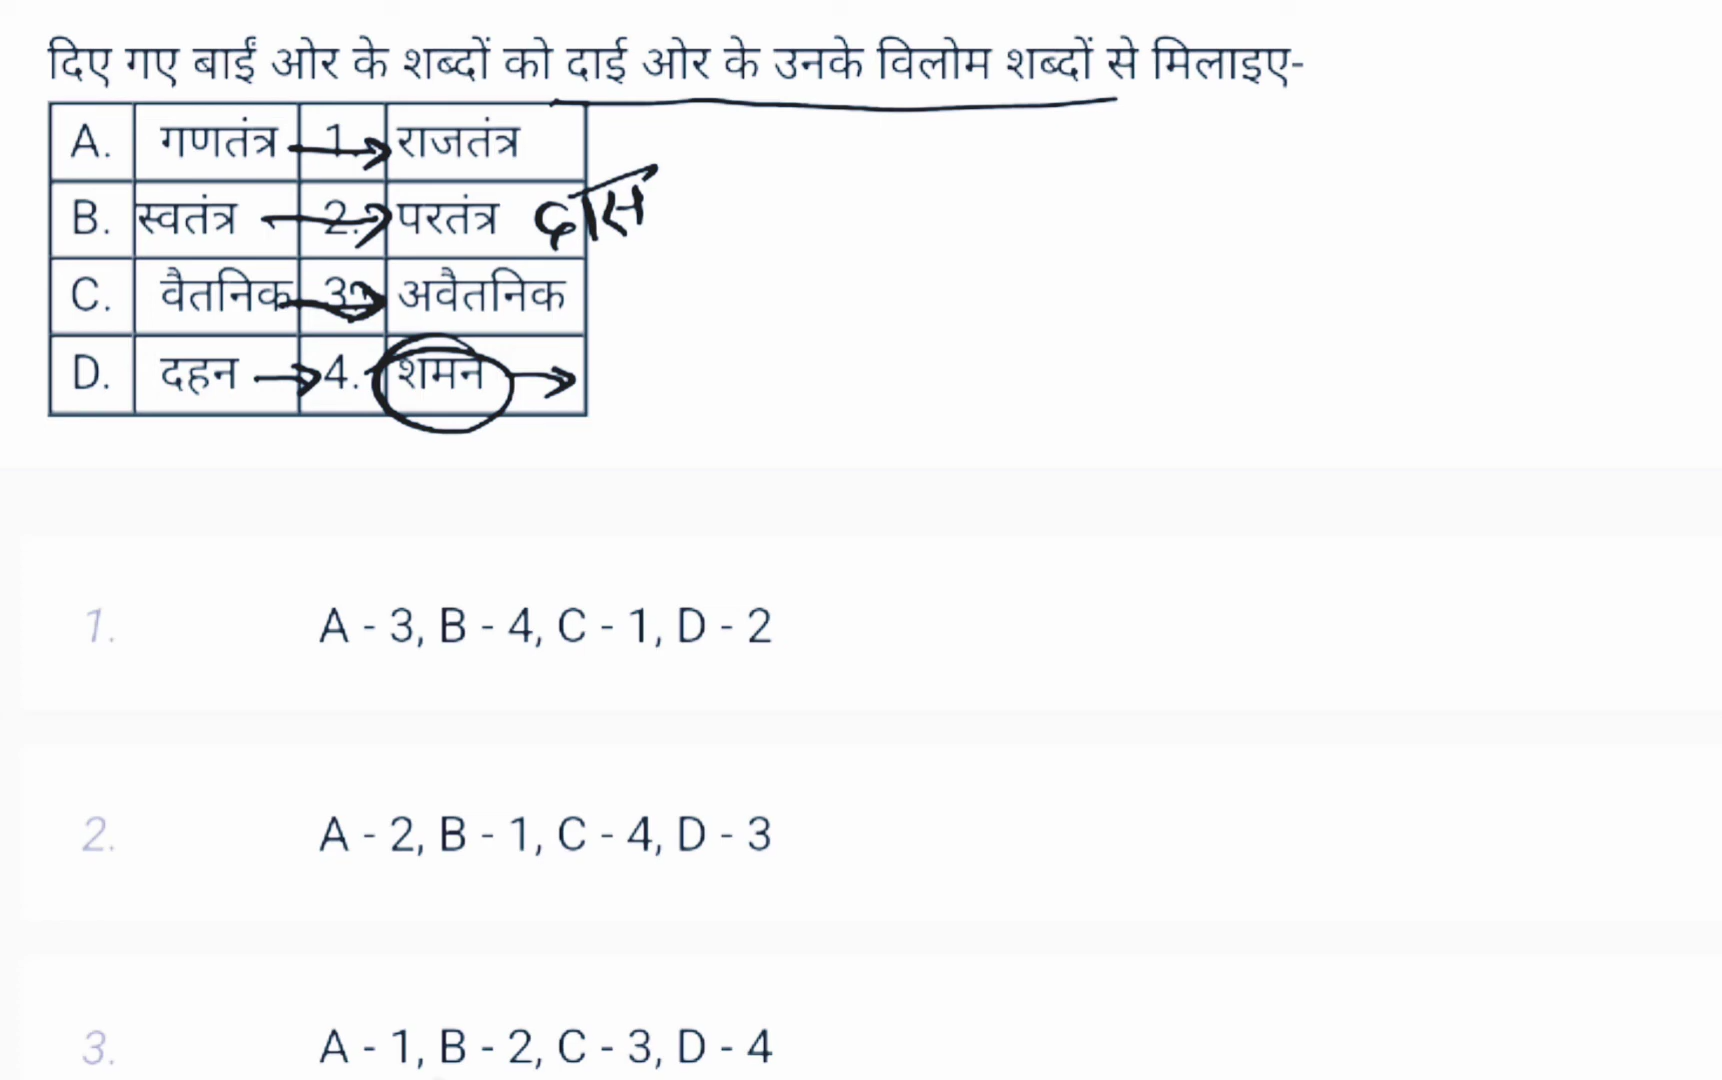 दिए गए बाईं ओर के शब्दों को दाई ओर के उनके विलोम शब्दों से मिलाइए-
A. गणतंत्र 1. राजतंत्र
B. स्वतंत्र 2. परतंत्र दास
C. वैतनिक 3. अवैतनिक
D. दहन 4. शमन
1. A - 3, B - 4, C - 1, D - 2
2. A - 2, B - 1, C - 4, D - 3
3. A - 1, B - 2, C - 3, D - 4